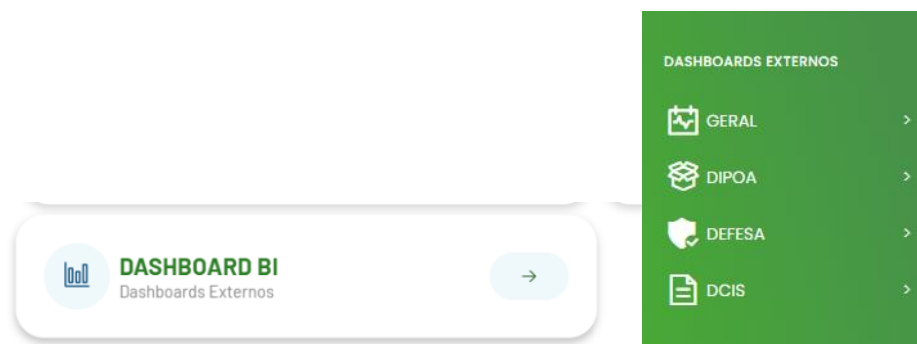 DASHBOARD BI
Dashboards Externos
DASHBOARDS EXTERNOS
GERAL
DIPOA
DEFESA
DCIS